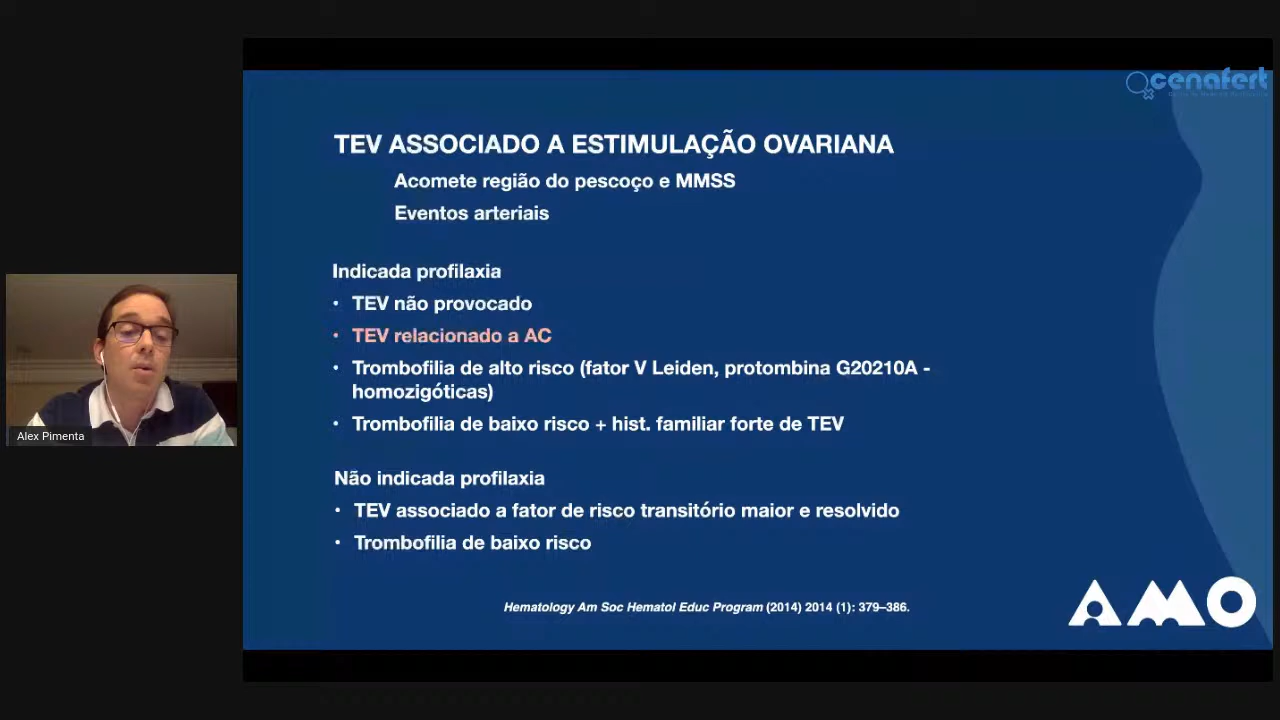 cenafert
TEV ASSOCIADO A ESTIMULAÇÃO OVARIANA
Acomete região do pescoço e MMSS
Eventos arteriais
Indicada profilaxia
• TEV não provocado
• TEV relacionado a AC
• Trombofilia de alto risco (fator V Leiden, protombina G20210A -
homozigóticas)
• Trombofilia de baixo risco + hist. familiar forte de TEV
Alex Pimenta
Não indicada profilaxia
• TEV associado a fator de risco transitório maior e resolvido
• Trombofilia de baixo risco
Hematology Am Soc Hematol Educ Program (2014) 2014 (1): 379–386.
AMO